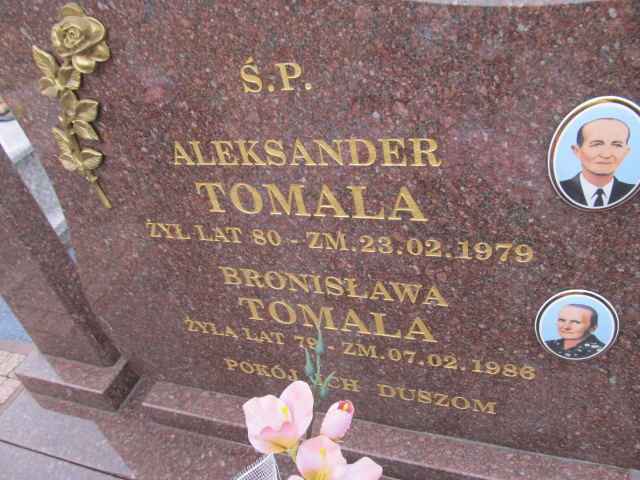 Ś.P.
ALEKSANDER
TOMALA
ŻYŁ LAT 80 - ZM.23.02.1979
BRONISŁAWA
TOMALA
ŻYŁA LAT 79 - ZM.07.02.1986
POKÓJ ICH DUSZOM